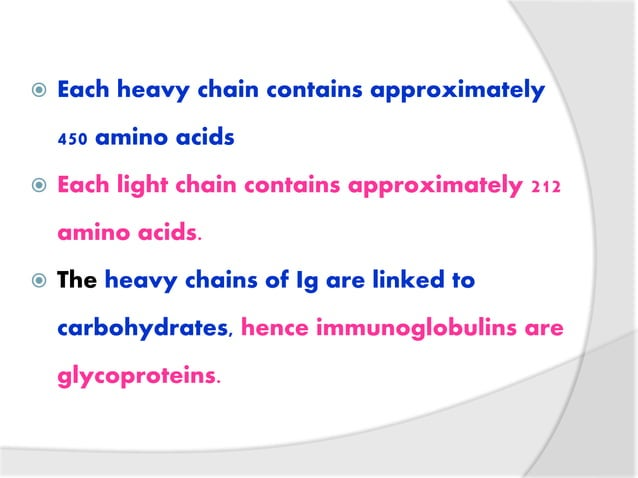 Each heavy chain contains approximately
450 amino acids
Each light chain contains approximately 212
amino acids.
The heavy chains of Ig are linked to
carbohydrates, hence immunoglobulins are
glycoproteins.